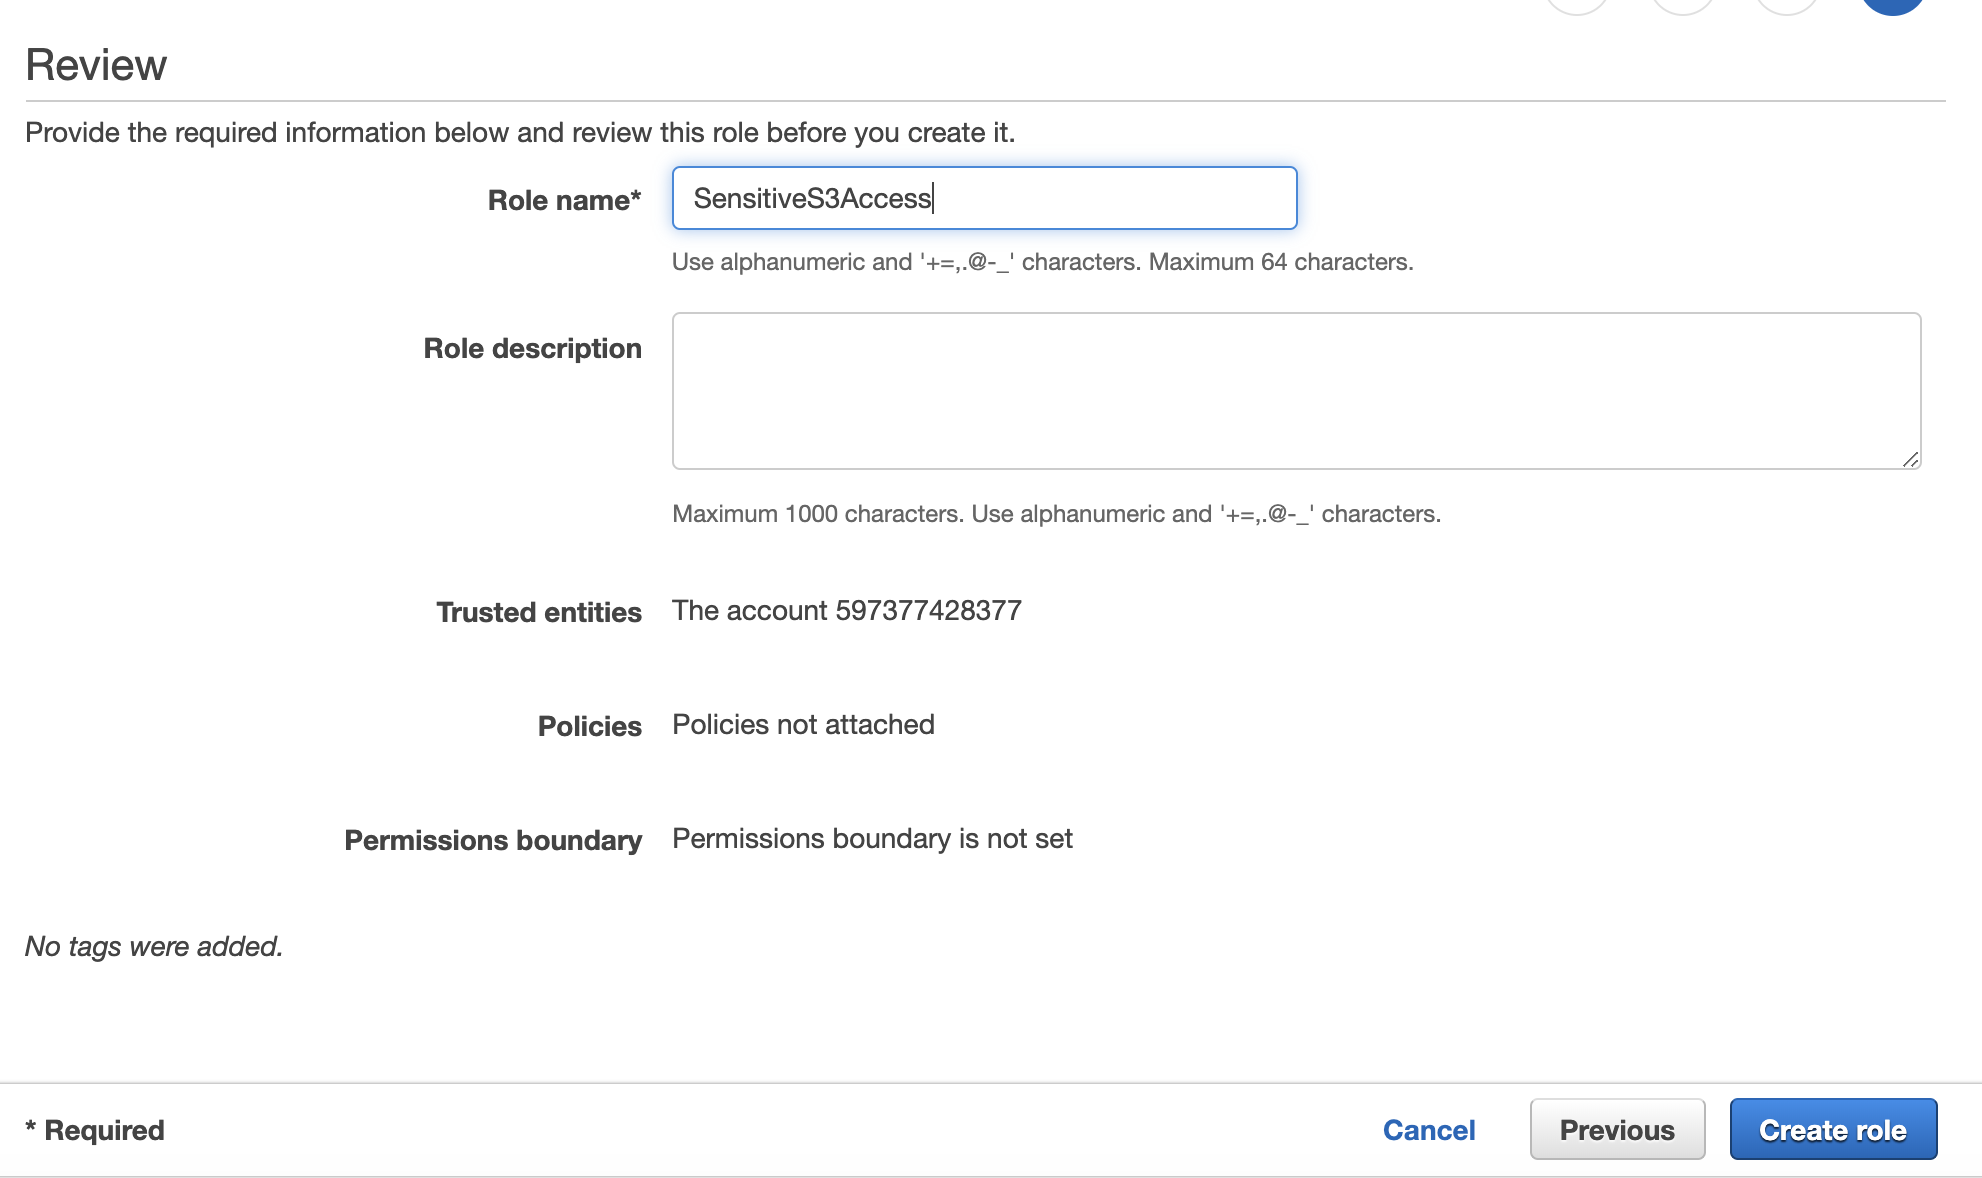 Review
Provide the required information below and review this role before you create it.
Role name* SensitiveS3Access
Use alphanumeric and '+=,.@-_' characters. Maximum 64 characters.
Role description
Maximum 1000 characters. Use alphanumeric and '+=,.@-_' characters.
Trusted entities The account 597377428377
Policies Policies not attached
Permissions boundary Permissions boundary is not set
No tags were added.
* Required Cancel Previous Create role